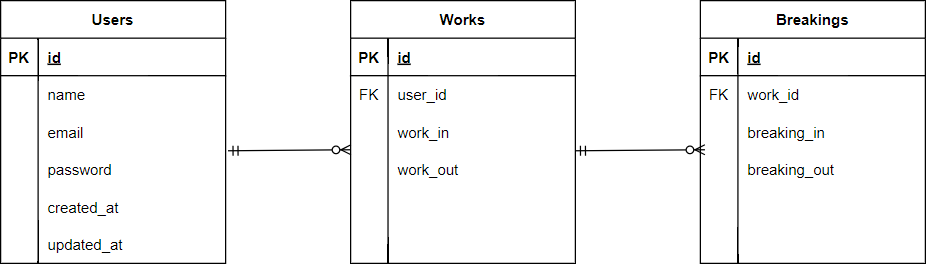 Users
PK id
name
email
password
created_at
updated_at
Works
PK id
FK user_id
work_in
work_out
Breakings
PK id
FK work_id
breaking_in
breaking_out